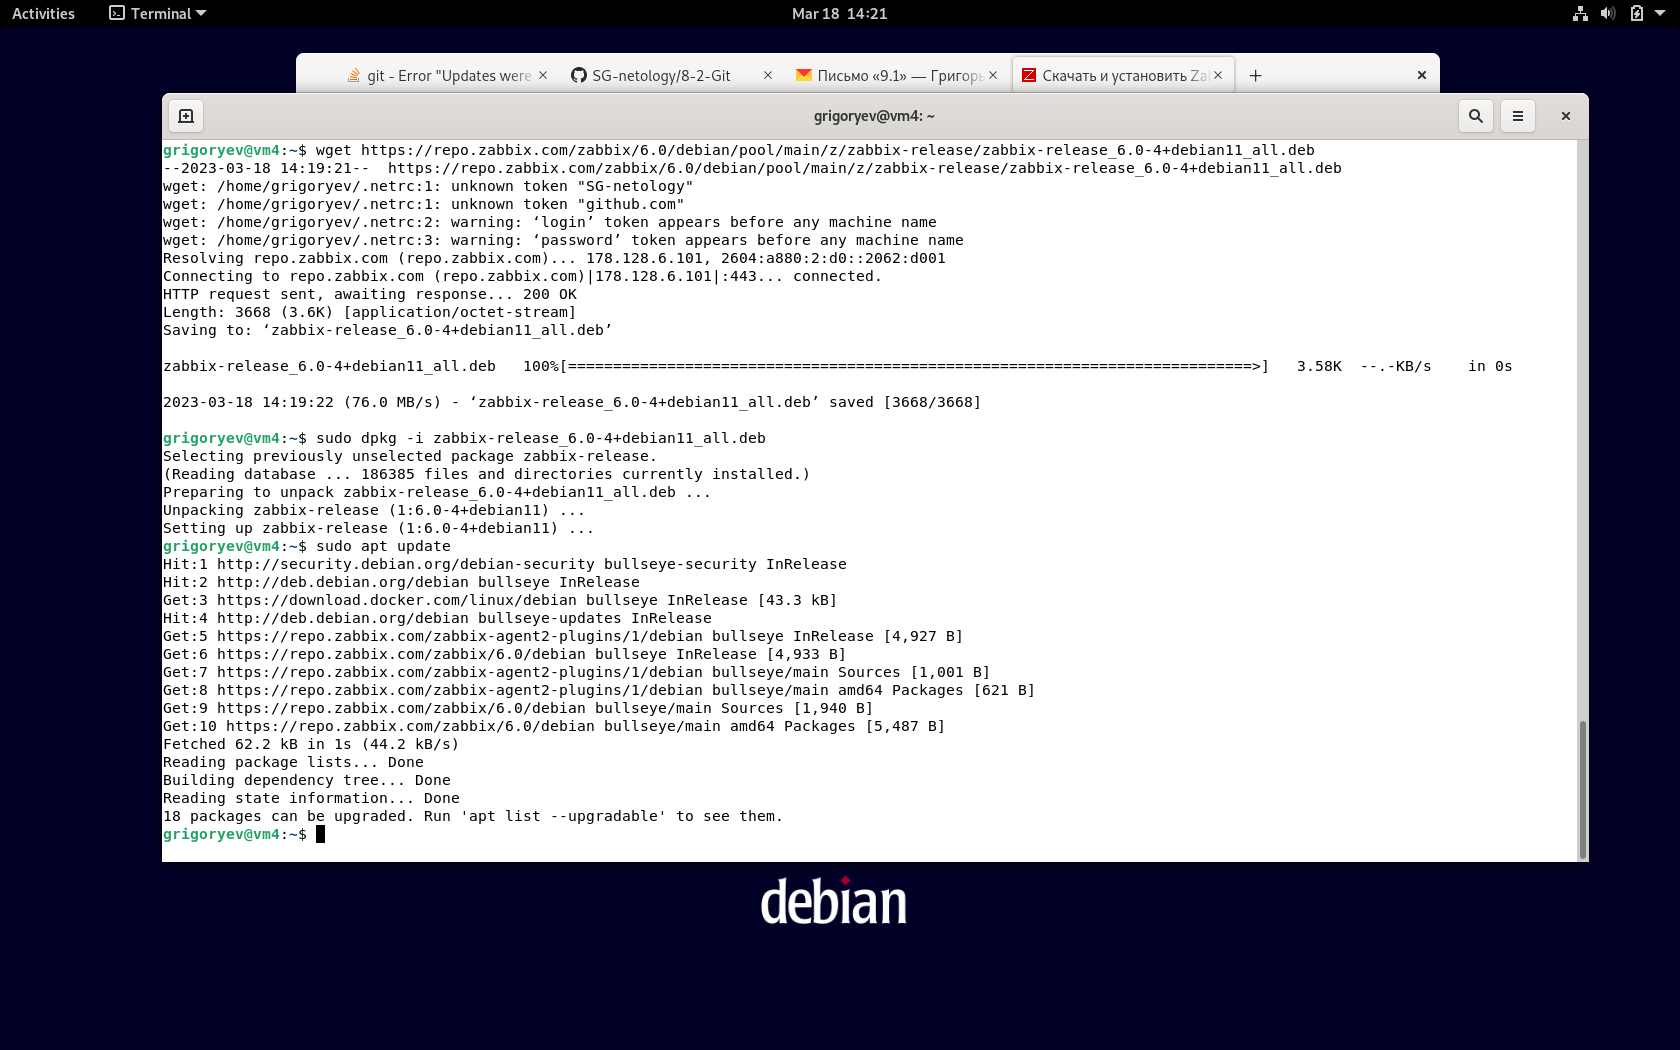 Activities
Terminal
Mar 18 14:21
git - Error "Updates were
SG-netology/8-2-Git
Письмо «9.1» — Григорь
Скачать и установить Za
grigoryev@vm4: ~
grigoryev@vm4:~$ wget https://repo.zabbix.com/zabbix/6.0/debian/pool/main/z/zabbix-release/zabbix-release_6.0-4+debian11_all.deb
--2023-03-18 14:19:21--  https://repo.zabbix.com/zabbix/6.0/debian/pool/main/z/zabbix-release/zabbix-release_6.0-4+debian11_all.deb
wget: /home/grigoryev/.netrc:1: unknown token "SG-netology"
wget: /home/grigoryev/.netrc:1: unknown token "github.com"
wget: /home/grigoryev/.netrc:2: warning: ‘login’ token appears before any machine name
wget: /home/grigoryev/.netrc:3: warning: ‘password’ token appears before any machine name
Resolving repo.zabbix.com (repo.zabbix.com)... 178.128.6.101, 2604:a880:2:d0::2062:d001
Connecting to repo.zabbix.com (repo.zabbix.com)|178.128.6.101|:443... connected.
HTTP request sent, awaiting response... 200 OK
Length: 3668 (3.6K) [application/octet-stream]
Saving to: ‘zabbix-release_6.0-4+debian11_all.deb’
zabbix-release_6.0-4+debian11_all.deb   100%[============================================================================>]   3.58K  --.-KB/s    in 0s
2023-03-18 14:19:22 (76.0 MB/s) - ‘zabbix-release_6.0-4+debian11_all.deb’ saved [3668/3668]
grigoryev@vm4:~$ sudo dpkg -i zabbix-release_6.0-4+debian11_all.deb
Selecting previously unselected package zabbix-release.
(Reading database ... 186385 files and directories currently installed.)
Preparing to unpack zabbix-release_6.0-4+debian11_all.deb ...
Unpacking zabbix-release (1:6.0-4+debian11) ...
Setting up zabbix-release (1:6.0-4+debian11) ...
grigoryev@vm4:~$ sudo apt update
Hit:1 http://security.debian.org/debian-security bullseye-security InRelease
Hit:2 http://deb.debian.org/debian bullseye InRelease
Get:3 https://download.docker.com/linux/debian bullseye InRelease [43.3 kB]
Hit:4 http://deb.debian.org/debian bullseye-updates InRelease
Get:5 https://repo.zabbix.com/zabbix-agent2-plugins/1/debian bullseye InRelease [4,927 B]
Get:6 https://repo.zabbix.com/zabbix/6.0/debian bullseye InRelease [4,933 B]
Get:7 https://repo.zabbix.com/zabbix-agent2-plugins/1/debian bullseye/main Sources [1,001 B]
Get:8 https://repo.zabbix.com/zabbix-agent2-plugins/1/debian bullseye/main amd64 Packages [621 B]
Get:9 https://repo.zabbix.com/zabbix/6.0/debian bullseye/main Sources [1,940 B]
Get:10 https://repo.zabbix.com/zabbix/6.0/debian bullseye/main amd64 Packages [5,487 B]
Fetched 62.2 kB in 1s (44.2 kB/s)
Reading package lists... Done
Building dependency tree... Done
Reading state information... Done
18 packages can be upgraded. Run 'apt list --upgradable' to see them.
grigoryev@vm4:~$
debian